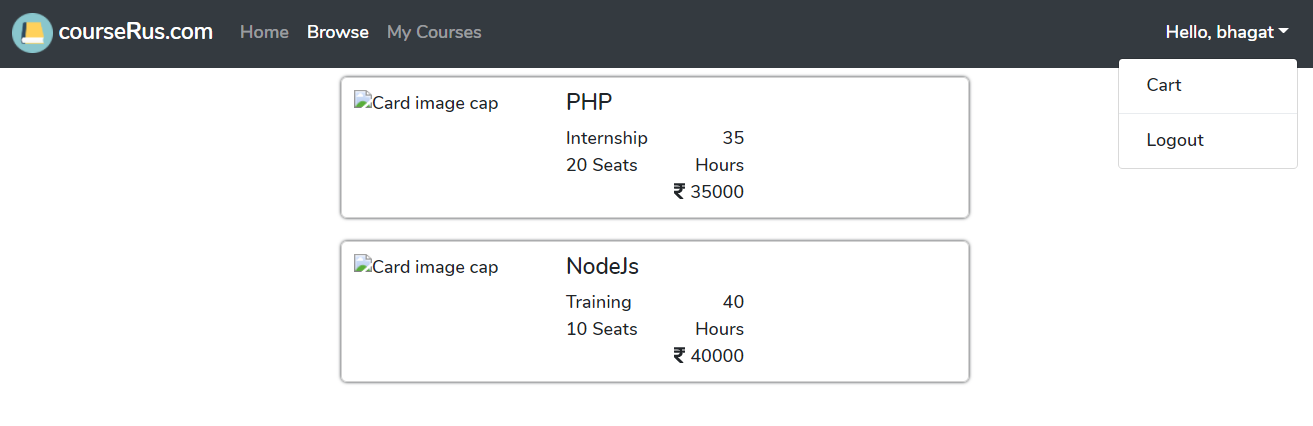 courseRus.com Home Browse My Courses Hello, bhagat
Cart
Logout
Card image cap
PHP
Internship 35
20 Seats Hours
₹ 35000
Card image cap
NodeJs
Training 40
10 Seats Hours
₹ 40000